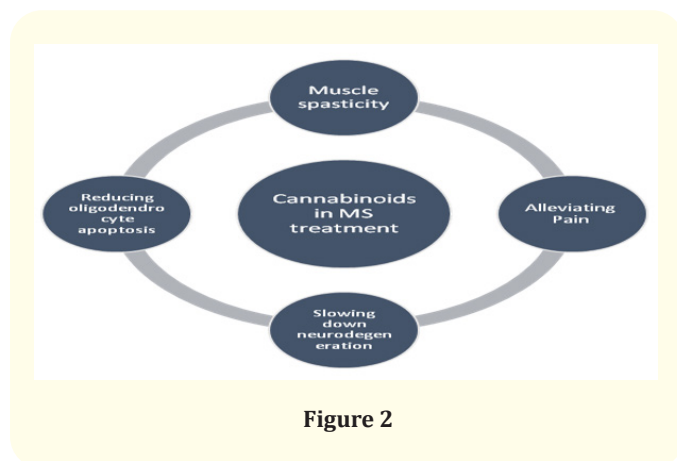 Muscle
spasticity
Reducing
oligodendro
cyte
apoptosis
Cannabinoids
in MS
treatment
Alleviating
Pain
Slowing
down
neurodegen
eration
Figure 2